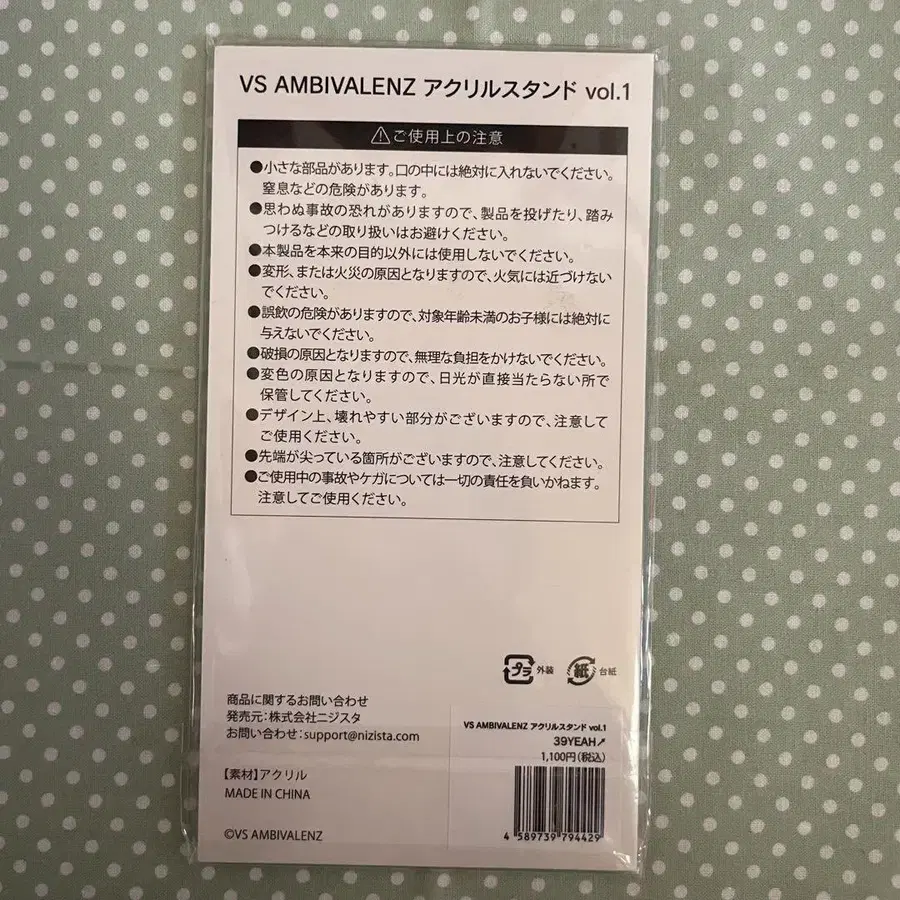 VS AMBIVALENZ アクリルスタンド vol.1
⚠ご使用上の注意
●小さな部品があります。口の中には絶対に入れないでください。
窒息などの危険があります。
●思わぬ事故の恐れがありますので、製品を投げたり、踏み
つけるなどの取り扱いはお避けください。
●本製品を本来の目的以外には使用しないでください。
●変形、または火災の原因となりますので、火気には近づけない
でください。
●誤飲の危険がありますので、対象年齢未満のお子様には絶対に
与えないでください。
●破損の原因となりますので、無理な負担をかけないでください。
●変色の原因となりますので、日光が直接当たらない所で
保管してください。
●デザイン上、壊れやすい部分がございますので、注意して
ご使用ください。
●先端が尖っている箇所がございますので、注意してください。
●ご使用中の事故やケガについては一切の責任を負いかねます。
注意してご使用ください。
プラ 外装 紙 台紙
商品に関するお問い合わせ
発売元:株式会社ニジスタ
お問い合わせ:support@nizista.com
【素材】アクリル
MADE IN CHINA
©VS AMBIVALENZ
VS AMBIVALENZ アクリルスタンド vol.1
39YEAH↗
1,100円(税込)
4 589739 794429